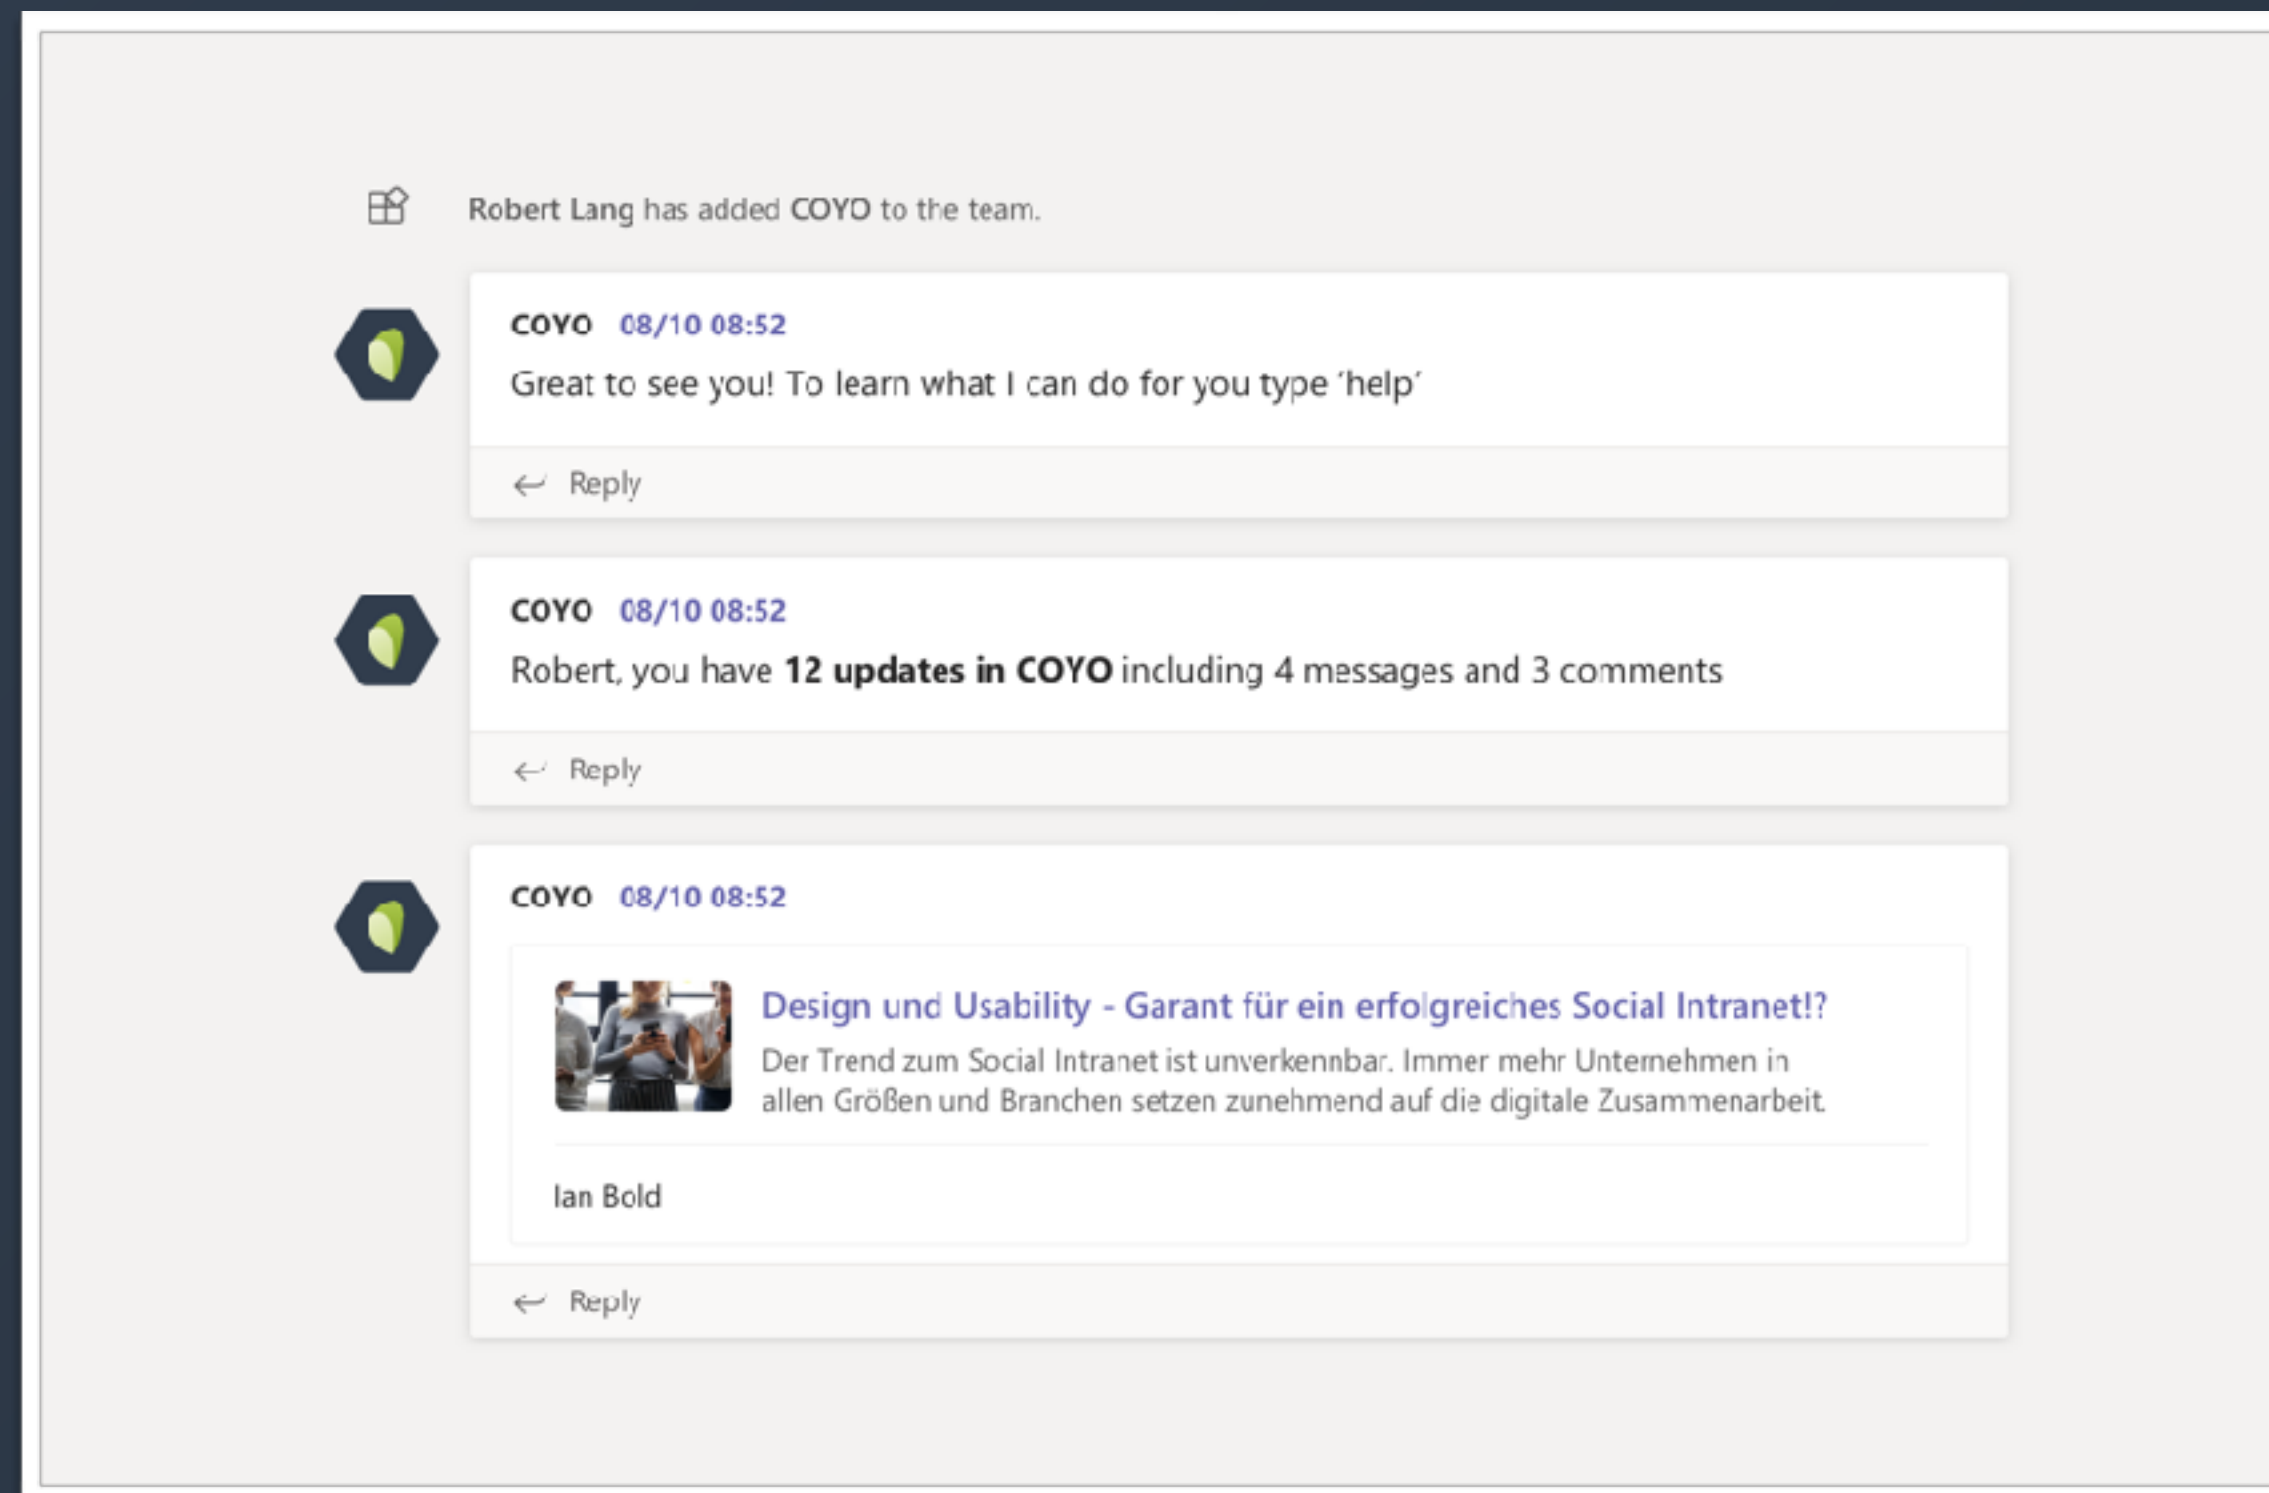 Robert Lang has added COYO to the team.
COYO 08/10 08:52
Great to see you! To learn what I can do for you type ´help´
Reply
COYO 08/10 08:52
Robert, you have 12 updates in COYO including 4 messages and 3 comments
Reply
COYO 08/10 08:52
Design und Usability - Garant für ein erfolgreiches Social Intranet!?
Der Trend zum Social Intranet ist unverkennbar. Immer mehr Unternehmen in
allen Größen und Branchen setzen zunehmend auf die digitale Zusammenarbeit.
Ian Bold
Reply